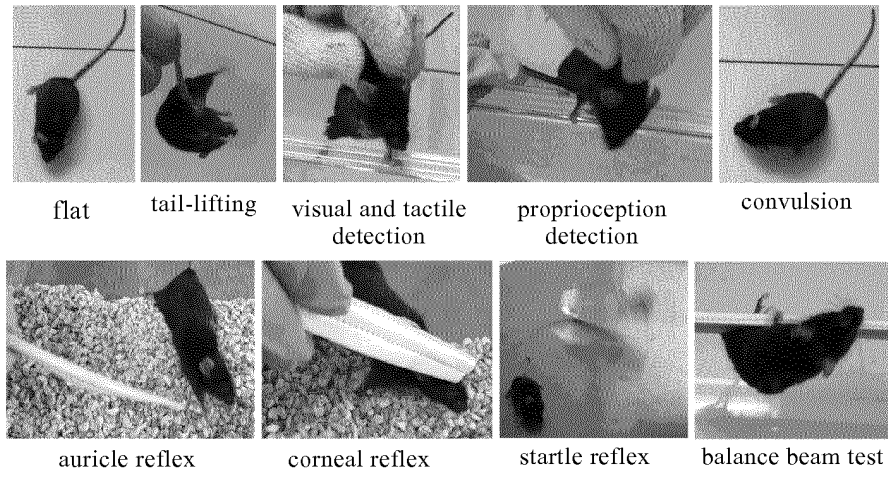 flat
tail-lifting
visual and tactile
detection
proprioception
detection
convulsion
auricle reflex
corneal reflex
startle reflex
balance beam test